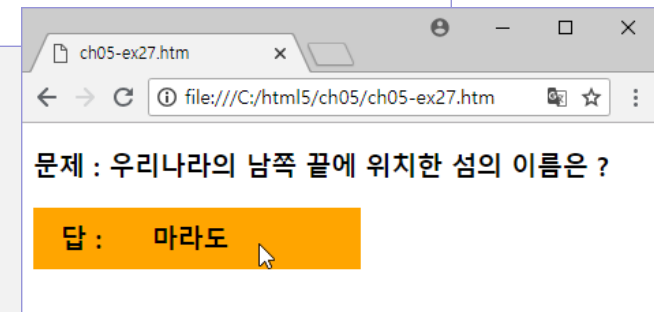 ch05-ex27.htm
file:///C:/html5/ch05/ch05-ex27.htm
문제 : 우리나라의 남쪽 끝에 위치한 섬의 이름은 ?
답 : 마라도